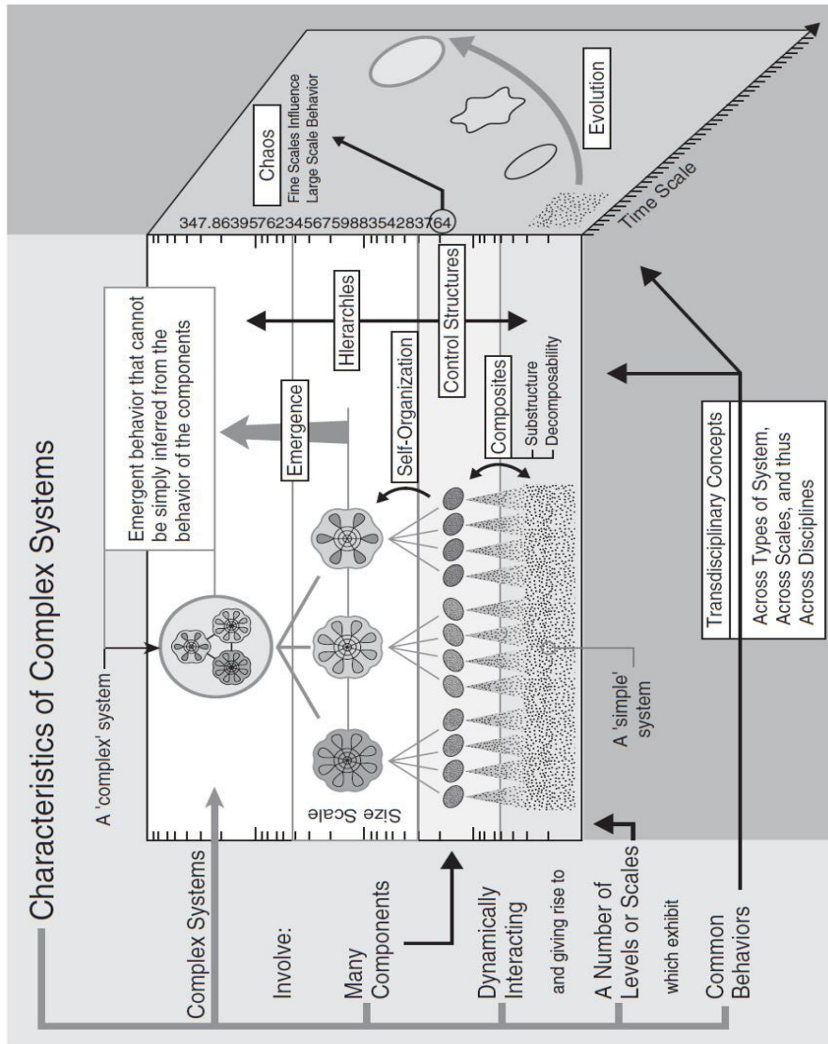 Characteristics of Complex Systems
Complex Systems
Involve:
Many
Components
Dynamically
Interacting
and giving rise to
A Number of
Levels or Scales
which exhibit
Common
Behaviors
A 'complex' system
Emergent behavior that cannot
be simply inferred from the
behavior of the components
Size Scale
Emergence
Hierarchies
Self-Organization
Control Structures
Composites
Substructure
Decomposability
A 'simple'
system
347.86395762345675988354283764
Chaos
Fine Scales Influence
Large Scale Behavior
Evolution
Time Scale
Transdisciplinary Concepts
Across Types of System,
Across Scales, and thus
Across Disciplines